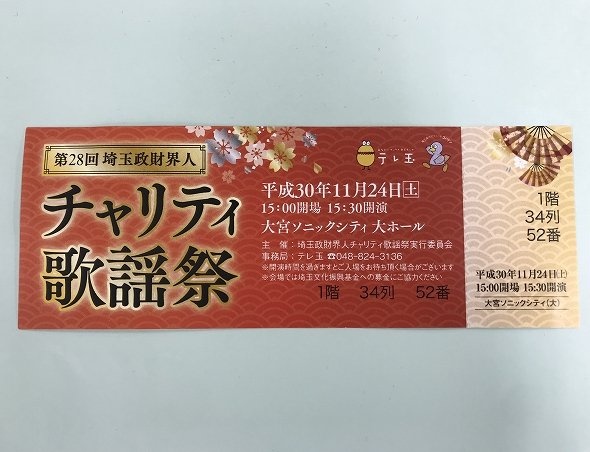 第28回 埼玉政財界人
チャリティ
歌謡祭
テレ玉
平成30年11月24日土
15:00開場 15:30開演
大宮ソニックシティ 大ホール
主 催：埼玉政財界人チャリティ歌謡祭実行委員会
事務局：テレ玉 ☎048-824-3136
※開演時間を過ぎますとご入場をお待ち頂く場合がございます
※会場では埼玉文化振興基金への募金にご協力ください
1階 34列 52番
1階
34列
52番
平成30年11月24日(土)
15:00開場 15:30開演
大宮ソニックシティ(大)